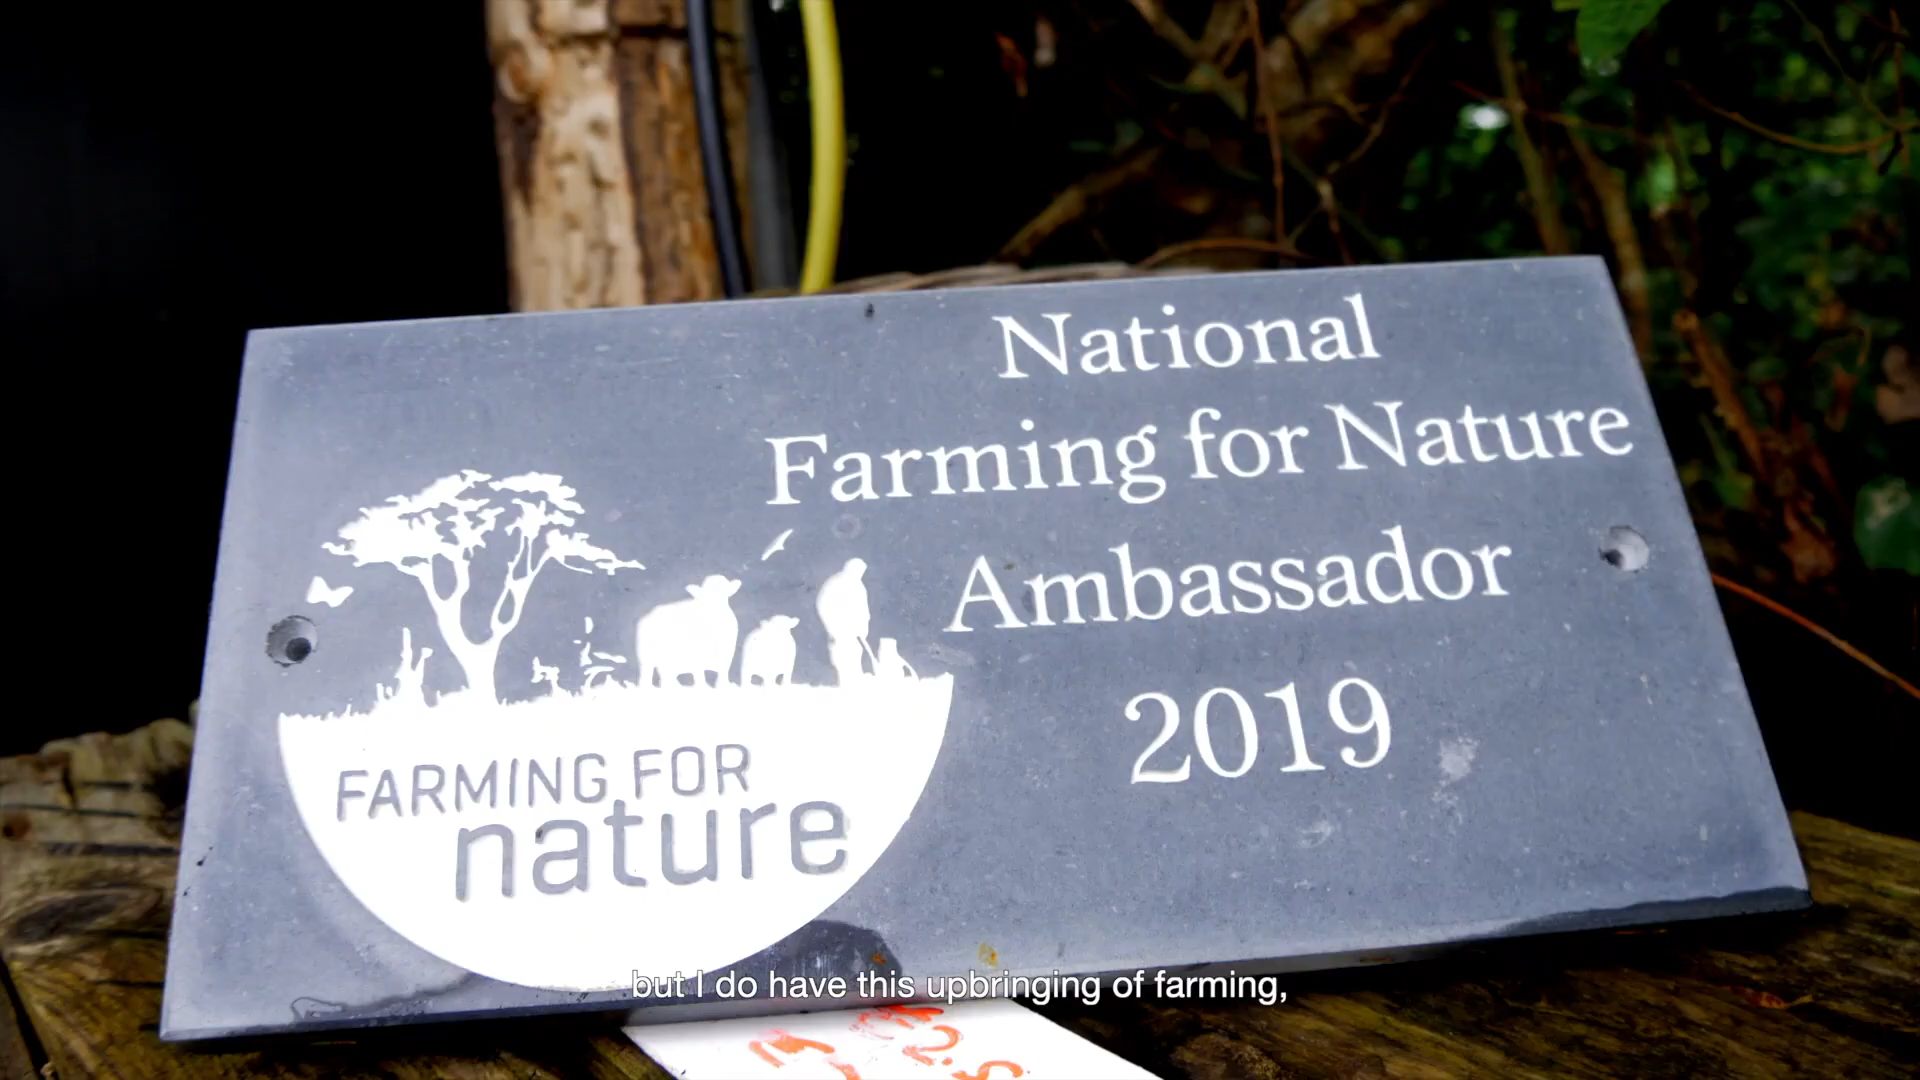 National
Farming for Nature
Ambassador
2019
FARMING FOR
nature
but I do have this upbringing of farming,